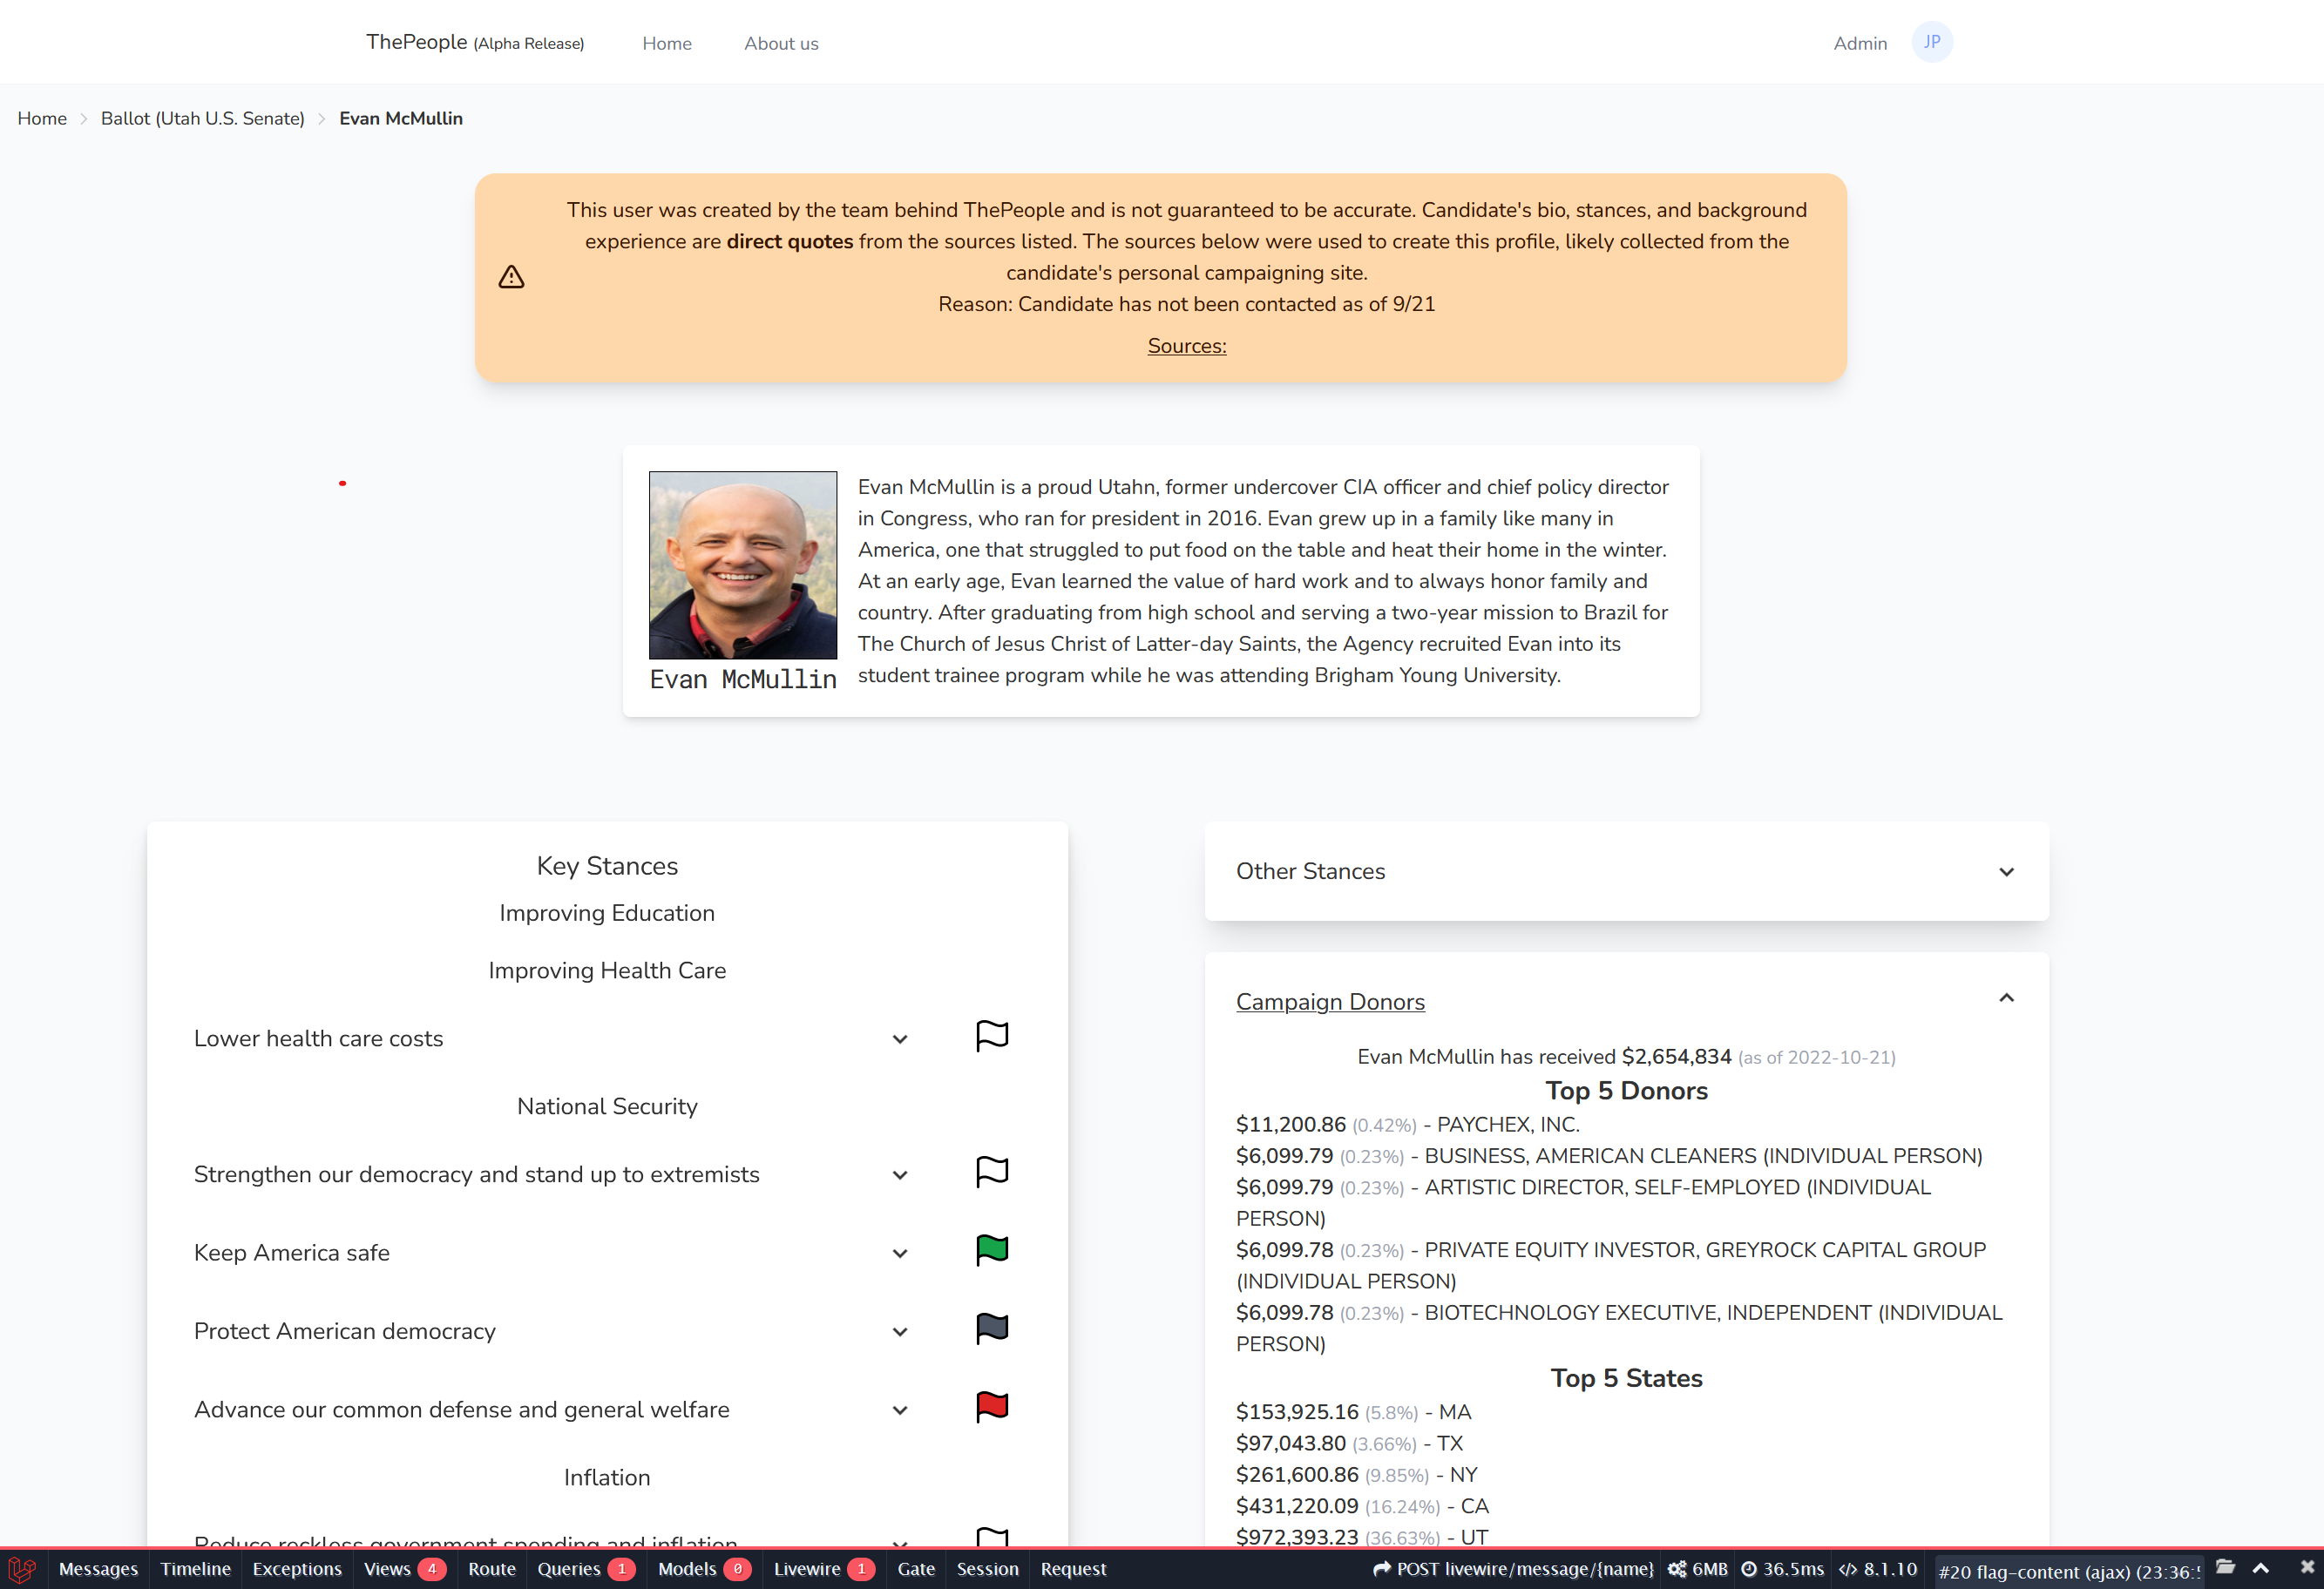 ThePeople (Alpha Release) Home About us Admin JP
Home > Ballot (Utah U.S. Senate) > Evan McMullin
This user was created by the team behind ThePeople and is not guaranteed to be accurate. Candidate's bio, stances, and background
experience are direct quotes from the sources listed. The sources below were used to create this profile, likely collected from the
candidate's personal campaigning site.
Reason: Candidate has not been contacted as of 9/21
Sources:
Evan McMullin is a proud Utahn, former undercover CIA officer and chief policy director
in Congress, who ran for president in 2016. Evan grew up in a family like many in
America, one that struggled to put food on the table and heat their home in the winter.
At an early age, Evan learned the value of hard work and to always honor family and
country. After graduating from high school and serving a two-year mission to Brazil for
The Church of Jesus Christ of Latter-day Saints, the Agency recruited Evan into its
student trainee program while he was attending Brigham Young University.
Evan McMullin
Key Stances
Improving Education
Improving Health Care
Lower health care costs
National Security
Strengthen our democracy and stand up to extremists
Keep America safe
Protect American democracy
Advance our common defense and general welfare
Inflation
Reduce reckless government spending and inflation
Other Stances
Campaign Donors
Evan McMullin has received $2,654,834 (as of 2022-10-21)
Top 5 Donors
$11,200.86 (0.42%) - PAYCHEX, INC.
$6,099.79 (0.23%) - BUSINESS, AMERICAN CLEANERS (INDIVIDUAL PERSON)
$6,099.79 (0.23%) - ARTISTIC DIRECTOR, SELF-EMPLOYED (INDIVIDUAL
PERSON)
$6,099.78 (0.23%) - PRIVATE EQUITY INVESTOR, GREYROCK CAPITAL GROUP
(INDIVIDUAL PERSON)
$6,099.78 (0.23%) - BIOTECHNOLOGY EXECUTIVE, INDEPENDENT (INDIVIDUAL
PERSON)
Top 5 States
$153,925.16 (5.8%) - MA
$97,043.80 (3.66%) - TX
$261,600.86 (9.85%) - NY
$431,220.09 (16.24%) - CA
$972,393.23 (36.63%) - UT
Messages Timeline Exceptions Views 4 Route Queries 1 Models 0 Livewire 1 Gate Session Request POST livewire/message/{name} 6MB 36.5ms </> 8.1.10 #20 flag-content (ajax) (23:36: